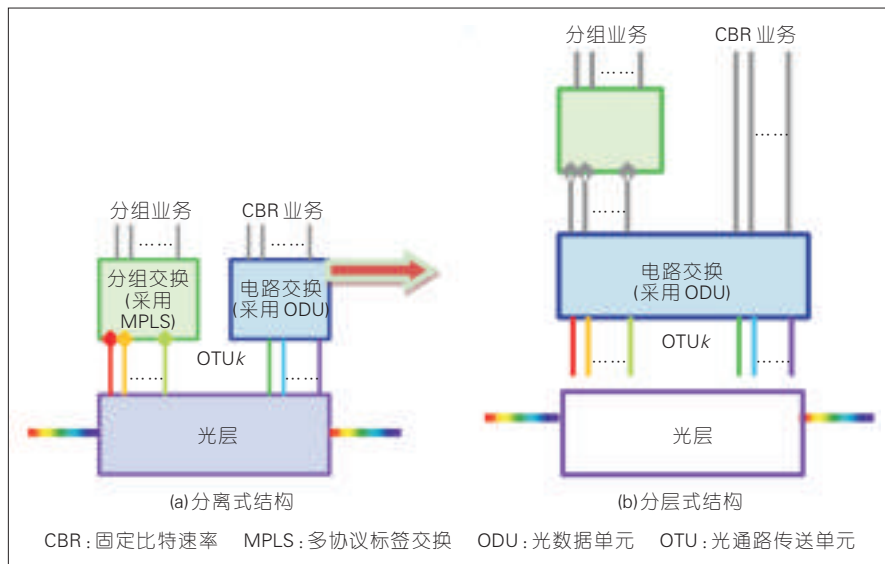 分组业务
CBR 业务
……
……
分组交换
(采用
MPLS)
电路交换
(采用 ODU)
OTUk
……
……
光层
(a)分离式结构
分组业务
CBR 业务
……
……
……
电路交换
(采用 ODU)
OTUk
……
……
光层
(b)分层式结构
CBR：固定比特速率 MPLS：多协议标签交换 ODU：光数据单元 OTU：光通路传送单元